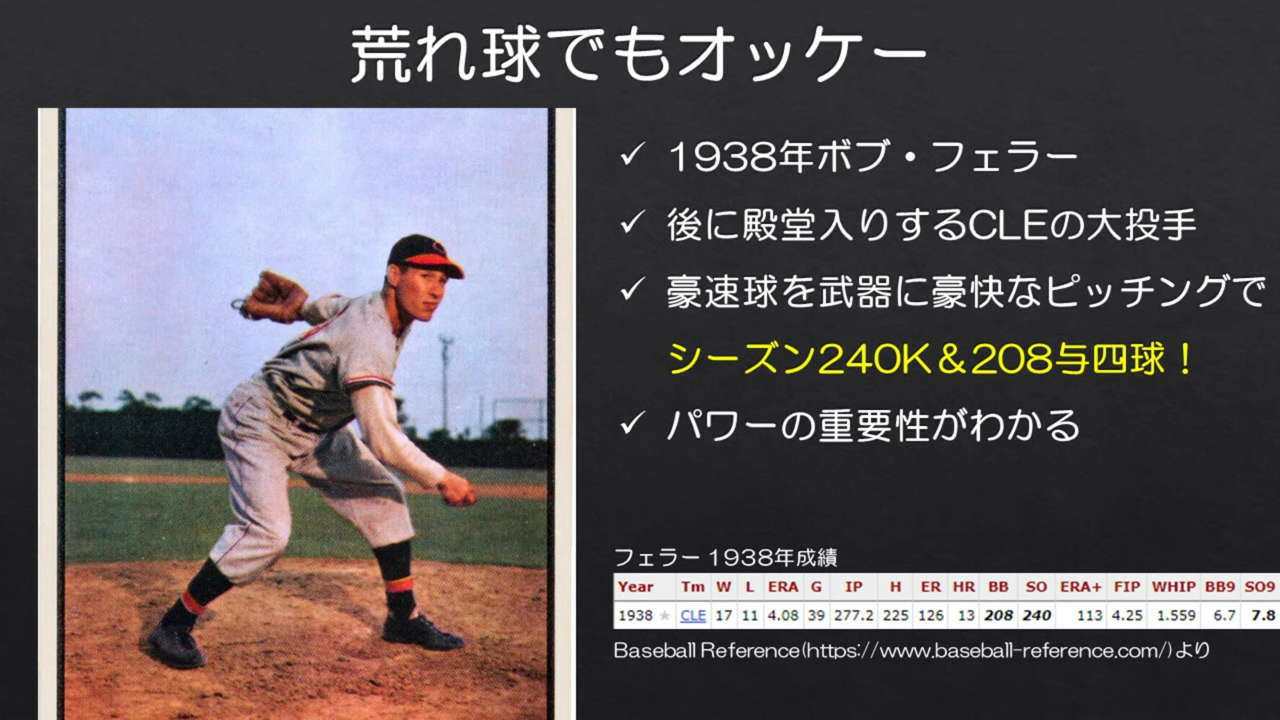 荒れ球でもオッケー
✓ 1938年ボブ・フェラー
✓ 後に殿堂入りするCLEの大投手
✓ 豪速球を武器に豪快なピッチングで
シーズン240K＆208与四球！
✓ パワーの重要性がわかる
フェラー 1938年成績
Year Tm W L ERA G IP H ER HR BB SO ERA+ FIP WHIP BB9 SO9
1938 ★ CLE 17 11 4.08 39 277.2 225 126 13 208 240 113 4.25 1.559 6.7 7.8
Baseball Reference(https://www.baseball-reference.com/)より